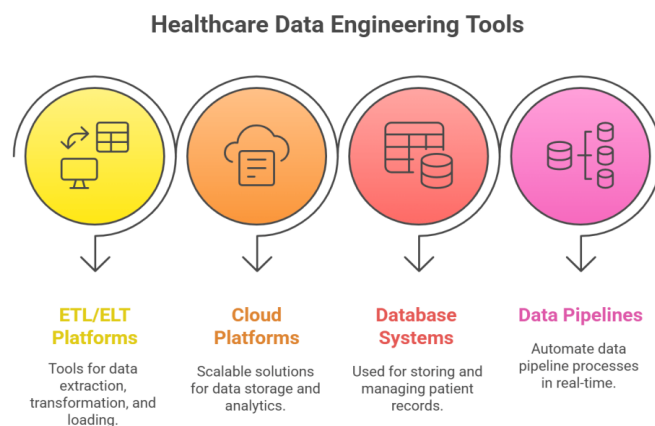 Healthcare Data Engineering Tools
ETL/ELT
Platforms
Tools for data
extraction,
transformation, and
loading.
Cloud
Platforms
Scalable solutions
for data storage and
analytics.
Database
Systems
Used for storing and
managing patient
records.
Data Pipelines
Automate data
pipeline processes
in real-time.